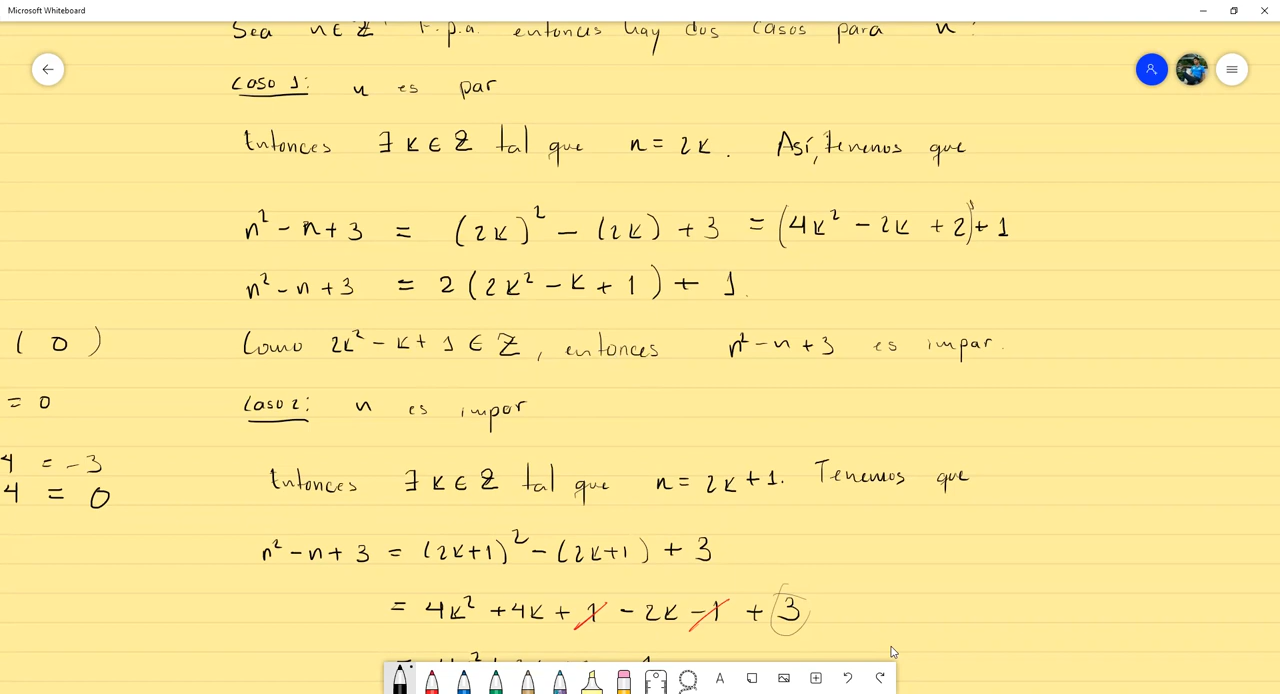 Microsoft Whiteboard
Sea n ∈ Z f.p.a. entonces hay dos casos para n:
Caso 1: n es par
Entonces ∃ k ∈ Z tal que n = 2k. Así, tenemos que
n² - n + 3 = (2k)² - (2k) + 3 = (4k² - 2k + 2) + 1
n² - n + 3 = 2(2k² - k + 1) + 1.
( 0 )
Como 2k² - k + 1 ∈ Z, entonces n² - n + 3 es impar.
= 0
Caso 2: n es impar
4 = -3
4 = 0
Entonces ∃ k ∈ Z tal que n = 2k + 1. Tenemos que
n² - n + 3 = (2k+1)² - (2k+1) + 3
= 4k² + 4k + 1 - 2k - 1 + 3
A